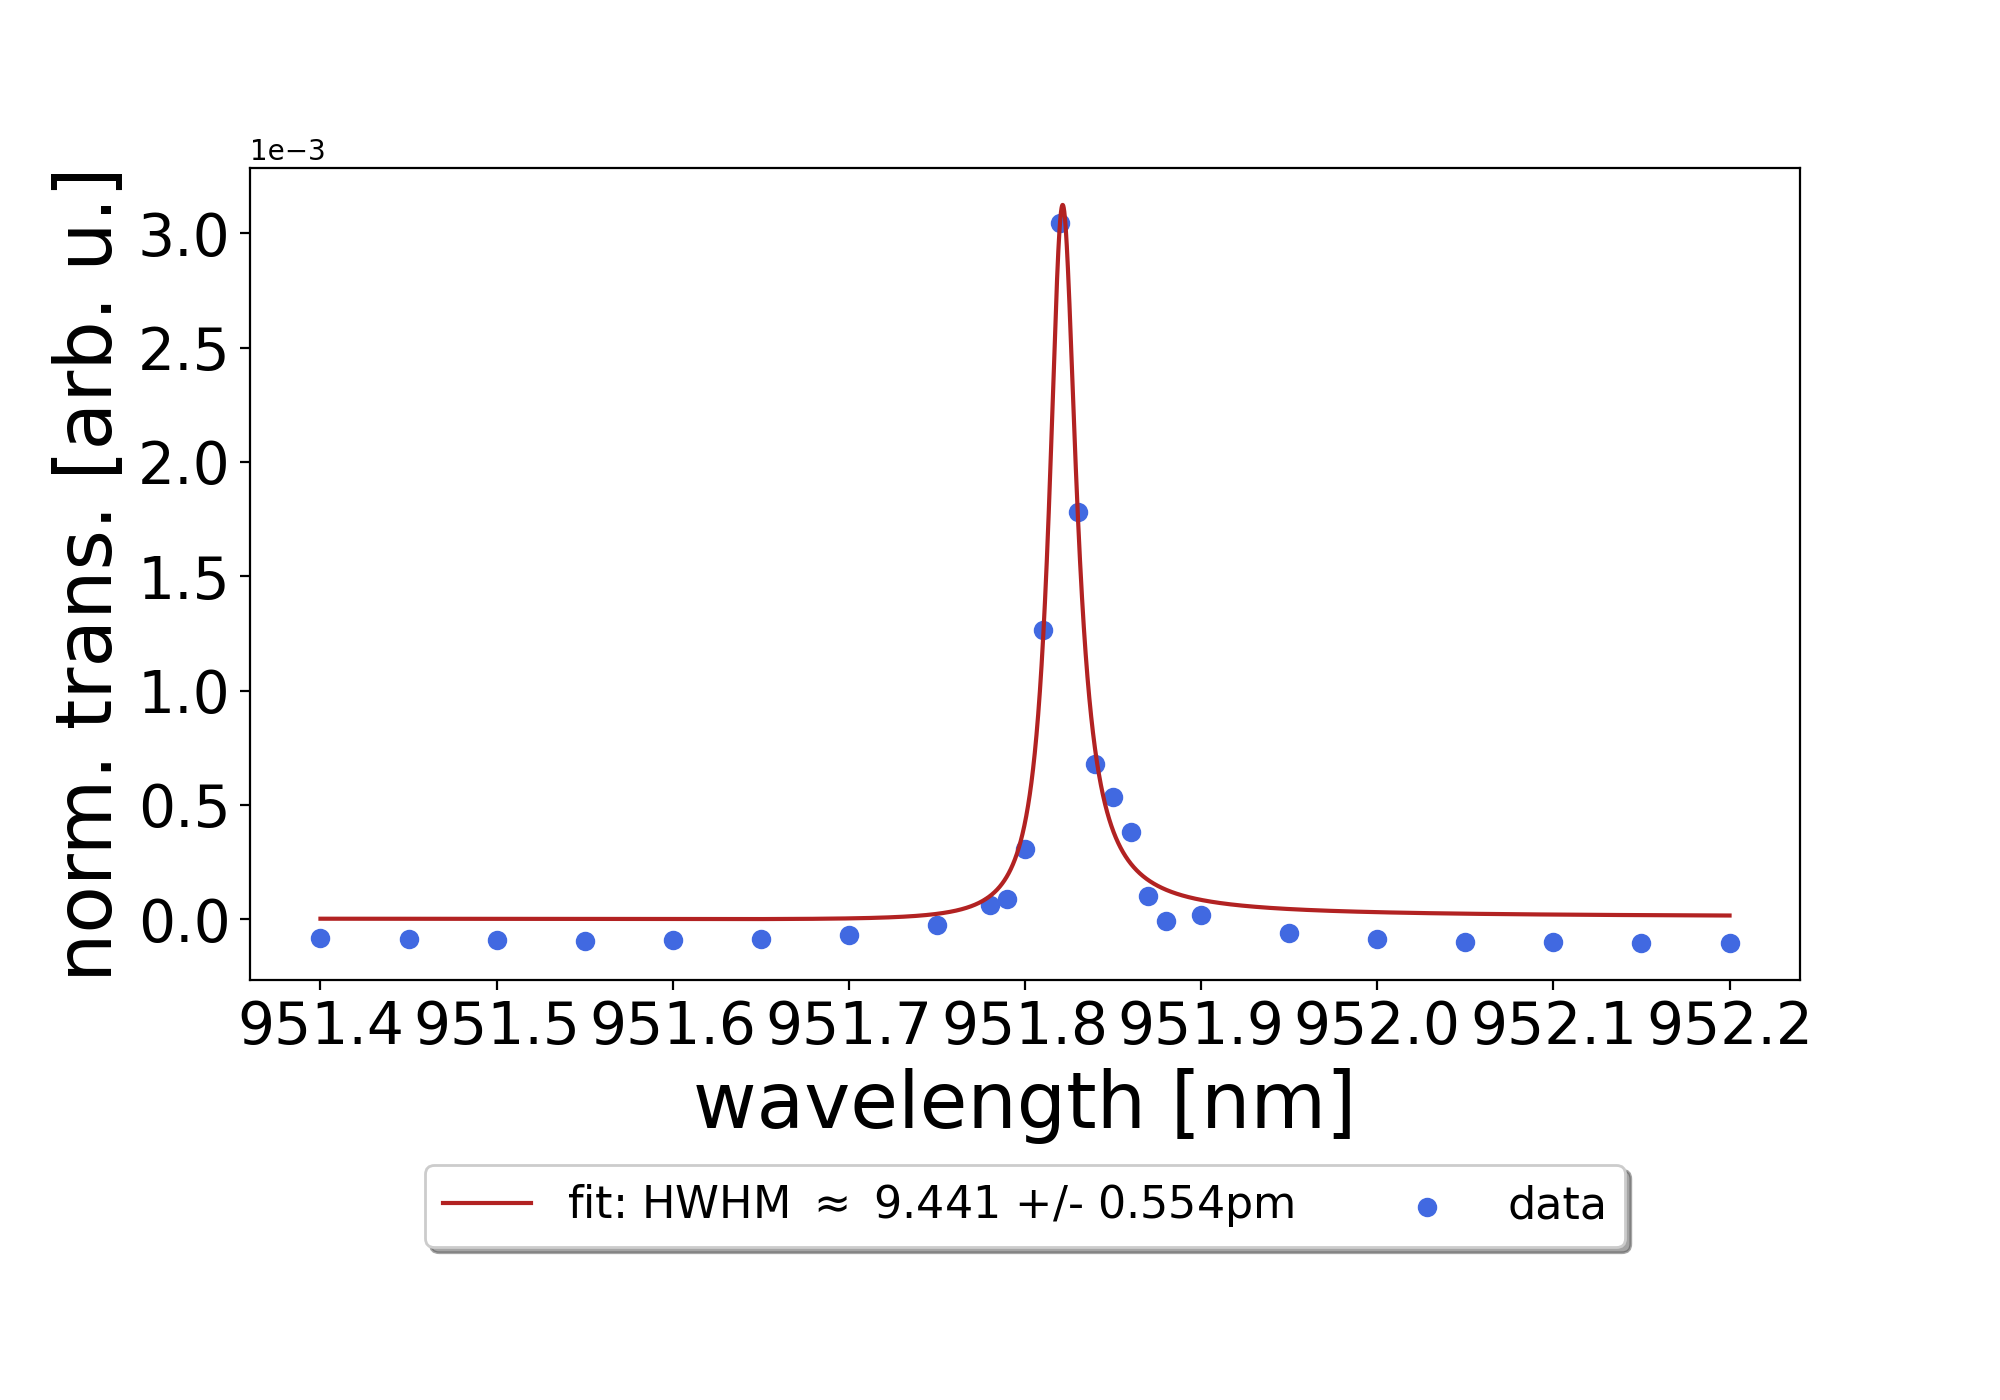 1e−3
norm. trans. [arb. u.]
3.0
2.5
2.0
1.5
1.0
0.5
0.0
951.4 951.5 951.6 951.7 951.8 951.9 952.0 952.1 952.2
wavelength [nm]
fit: HWHM ≈ 9.441 +/- 0.554pm data